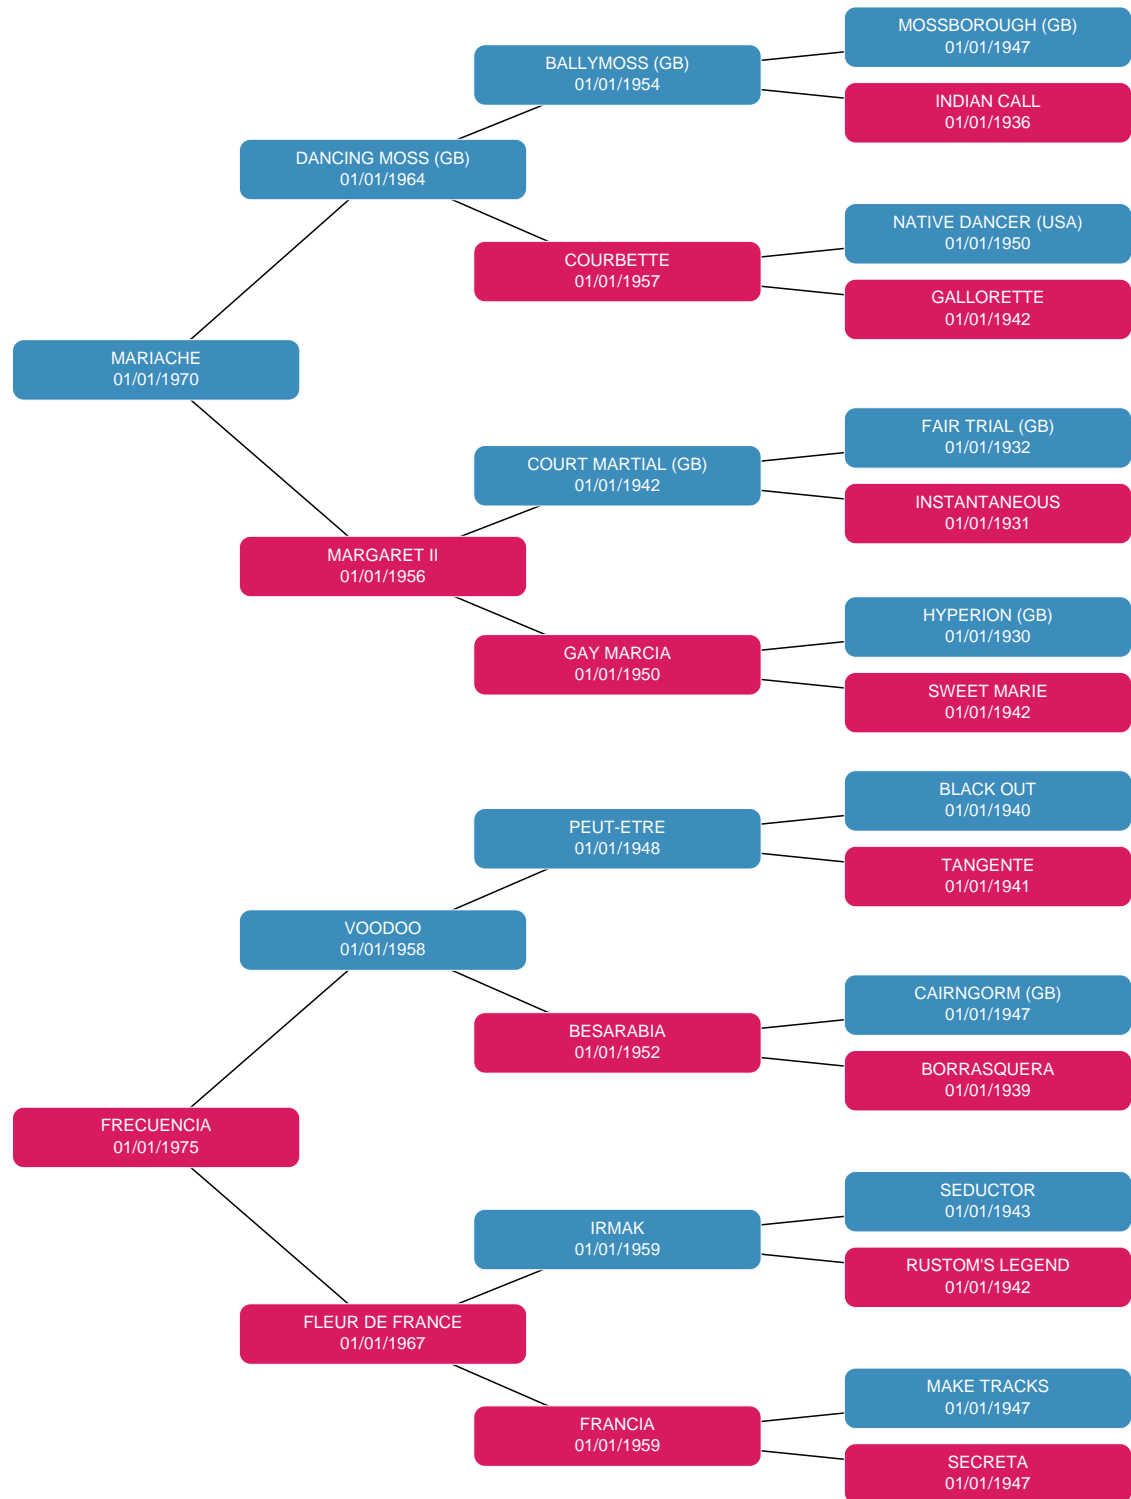 MOSSBOROUGH (GB)
01/01/1947
BALLYMOSS (GB)
01/01/1954
INDIAN CALL
01/01/1936
DANCING MOSS (GB)
01/01/1964
NATIVE DANCER (USA)
01/01/1950
COURBETTE
01/01/1957
GALLORETTE
01/01/1942
MARIACHE
01/01/1970
FAIR TRIAL (GB)
01/01/1932
COURT MARTIAL (GB)
01/01/1942
INSTANTANEOUS
01/01/1931
MARGARET II
01/01/1956
HYPERION (GB)
01/01/1930
GAY MARCIA
01/01/1950
SWEET MARIE
01/01/1942
BLACK OUT
01/01/1940
PEUT-ETRE
01/01/1948
TANGENTE
01/01/1941
VOODOO
01/01/1958
CAIRNGORM (GB)
01/01/1947
BESARABIA
01/01/1952
BORRASQUERA
01/01/1939
FRECUENCIA
01/01/1975
SEDUCTOR
01/01/1943
IRMAK
01/01/1959
RUSTOM'S LEGEND
01/01/1942
FLEUR DE FRANCE
01/01/1967
MAKE TRACKS
01/01/1947
FRANCIA
01/01/1959
SECRETA
01/01/1947